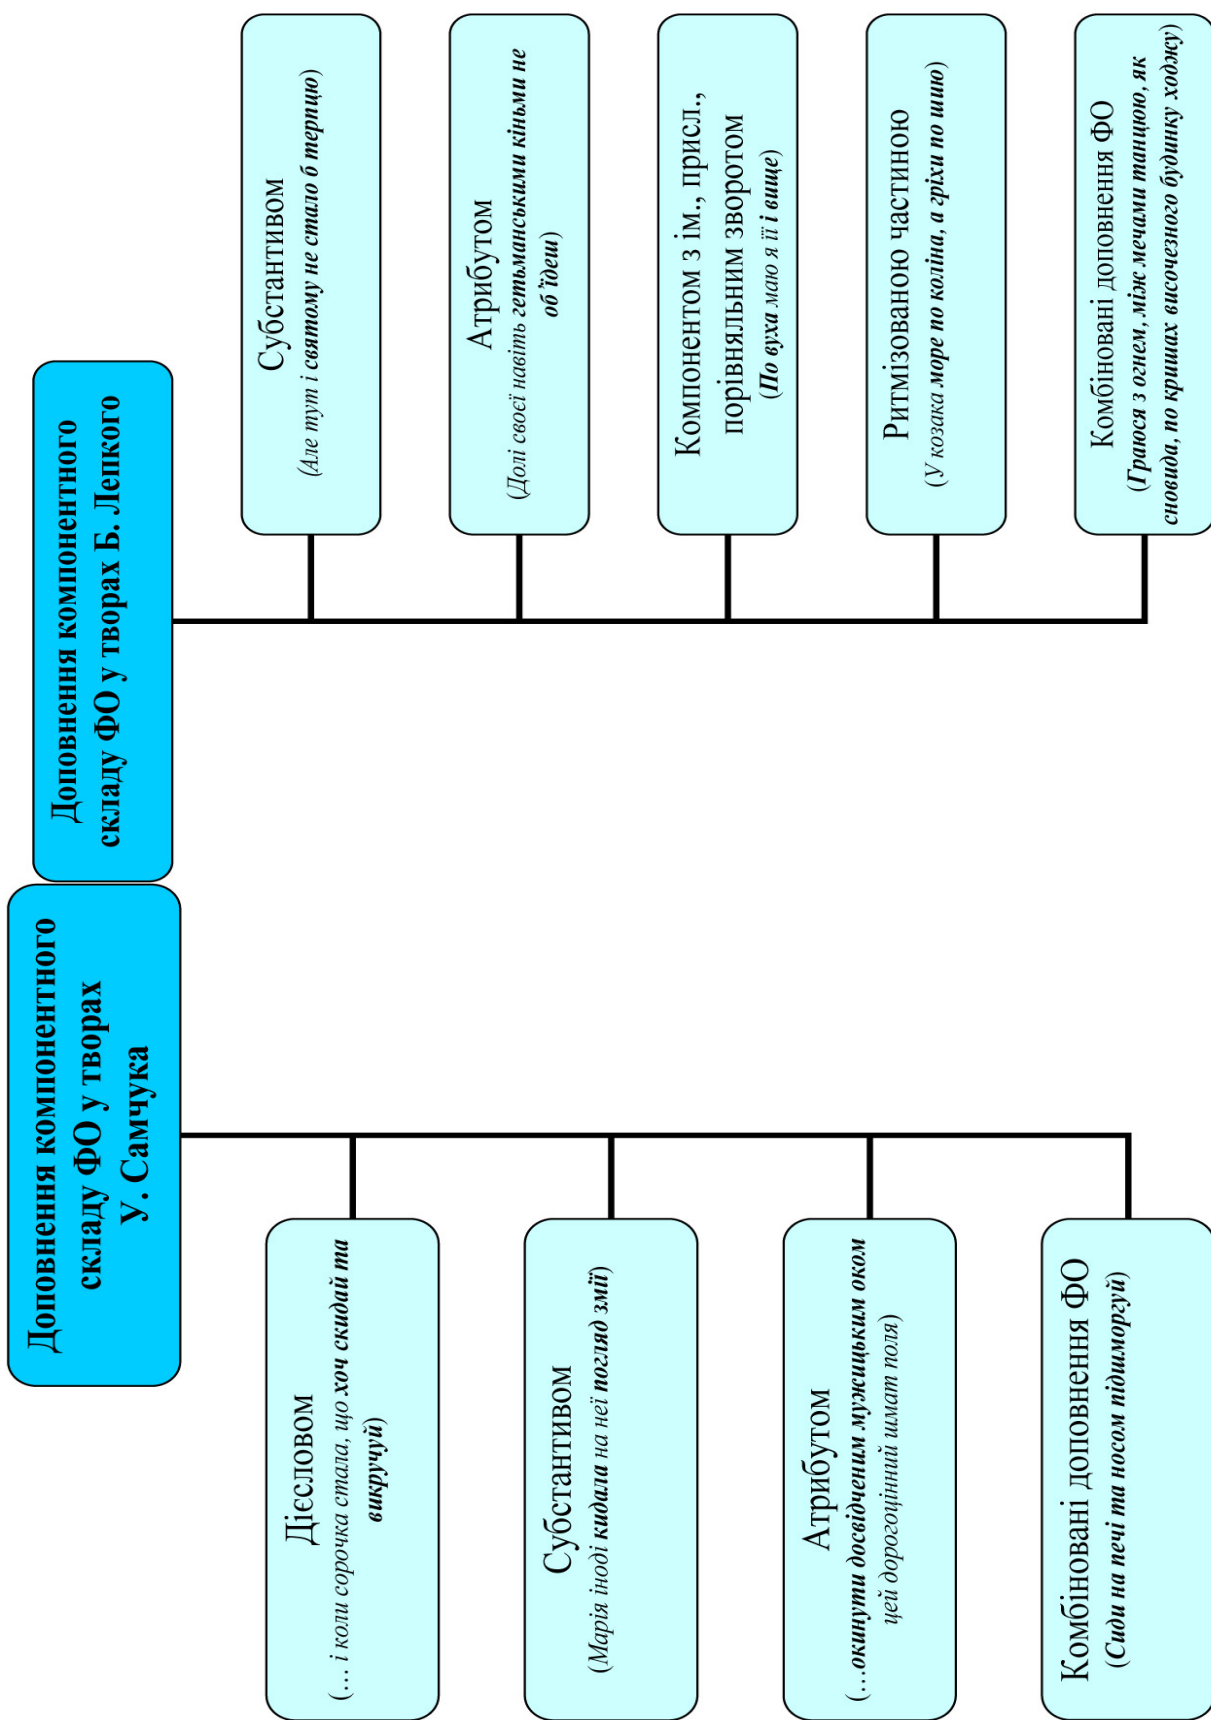 Доповнення компонентного
складу ФО у творах
У. Самчука
Дієсловом
(… і коли сорочка стала, що хоч скидай та
викручуй)
Субстантивом
(Марія іноді кидала на неї погляд змії)
Атрибутом
(…окинути досвідченим мужицьким оком
цей дорогоцінний шмат поля)
Комбіновані доповнення ФО
(Сиди на печі та носом підшморгуй)
Доповнення компонентного
складу ФО у творах Б. Лепкого
Субстантивом
(Але тут і святому не стало б терпцю)
Атрибутом
(Долі своєї навіть гетьманськими кіньми не
об’їдеш)
Компонентом з ім., присл.,
порівняльним зворотом
(По вуха маю я її і вище)
Ритмізованою частиною
(У козака море по коліна, а гріхи по шию)
Комбіновані доповнення ФО
(Граюся з огнем, між мечами танцюю, як
сновида, по кришах височезного будинку ходжу)